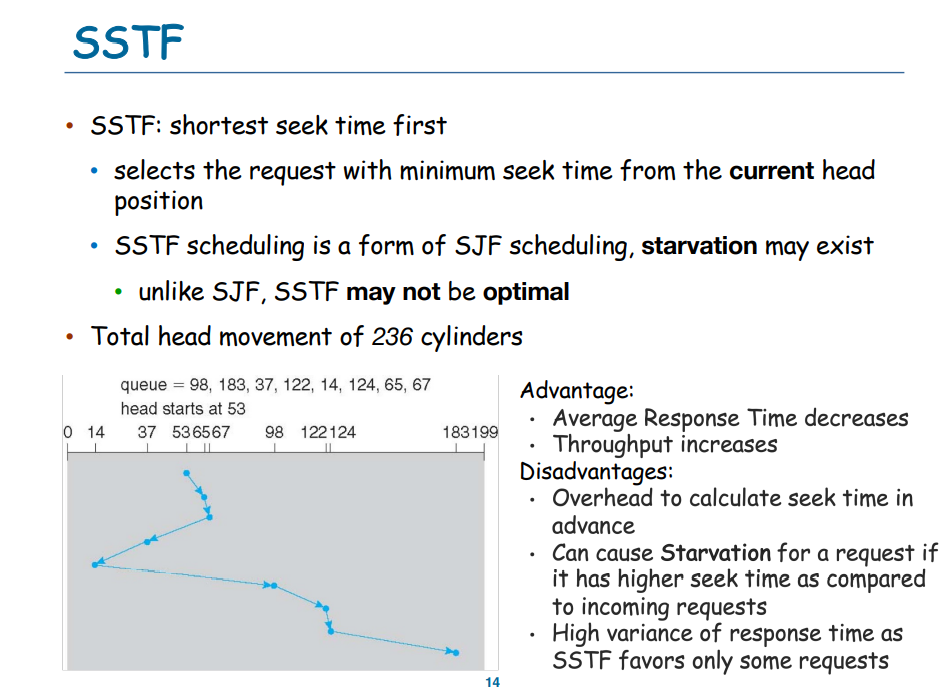 SSTF
• SSTF: shortest seek time first
• selects the request with minimum seek time from the current head
position
• SSTF scheduling is a form of SJF scheduling, starvation may exist
• unlike SJF, SSTF may not be optimal
• Total head movement of 236 cylinders
queue = 98, 183, 37, 122, 14, 124, 65, 67
head starts at 53
0 14 37 53 65 67 98 122 124 183 199
Advantage:
• Average Response Time decreases
• Throughput increases
Disadvantages:
• Overhead to calculate seek time in
advance
• Can cause Starvation for a request if
it has higher seek time as compared
to incoming requests
• High variance of response time as
SSTF favors only some requests
14